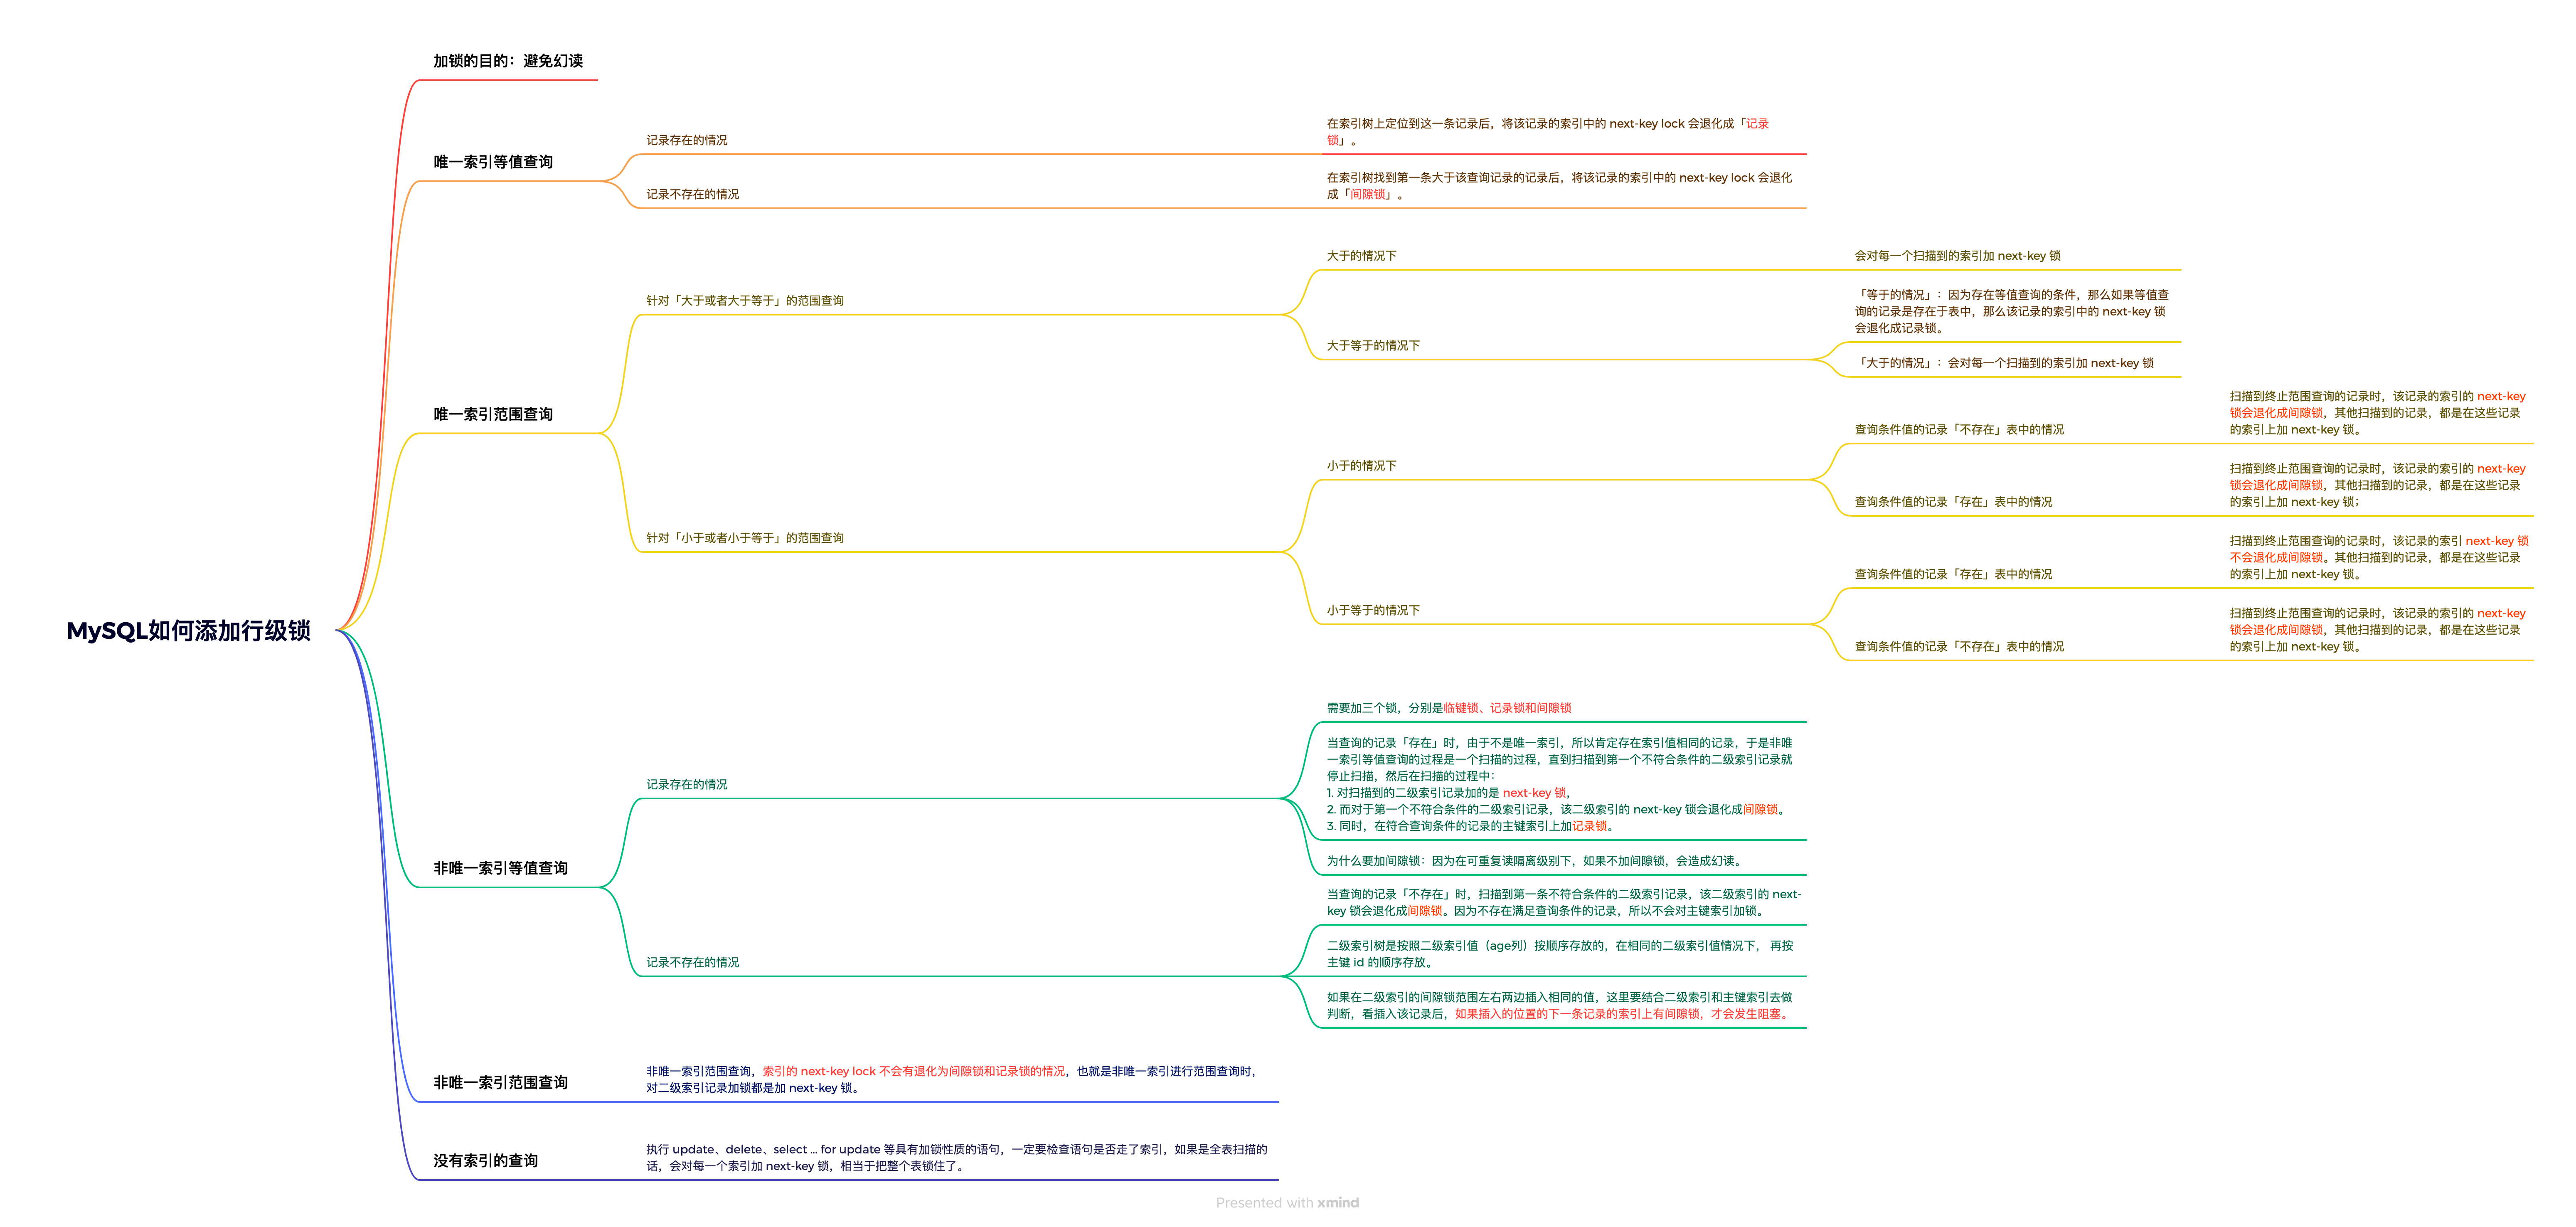 MySQL如何添加行级锁
加锁的目的：避免幻读
唯一索引等值查询
记录存在的情况
在索引树上定位到这一条记录后，将该记录的索引中的 next-key lock 会退化成「记录
锁」。
记录不存在的情况
在索引树找到第一条大于该查询记录的记录后，将该记录的索引中的 next-key lock 会退化
成「间隙锁」。
唯一索引范围查询
针对「大于或者大于等于」的范围查询
大于的情况下
会对每一个扫描到的索引加 next-key 锁
大于等于的情况下
「等于的情况」：因为存在等值查询的条件，那么如果等值查
询的记录是存在于表中，那么该记录的索引中的 next-key 锁
会退化成记录锁。
「大于的情况」：会对每一个扫描到的索引加 next-key 锁
针对「小于或者小于等于」的范围查询
小于的情况下
查询条件值的记录「不存在」表中的情况
扫描到终止范围查询的记录时，该记录的索引的 next-key
锁会退化成间隙锁，其他扫描到的记录，都是在这些记录
的索引上加 next-key 锁。
查询条件值的记录「存在」表中的情况
扫描到终止范围查询的记录时，该记录的索引的 next-key
锁会退化成间隙锁，其他扫描到的记录，都是在这些记录
的索引上加 next-key 锁；
小于等于的情况下
查询条件值的记录「存在」表中的情况
扫描到终止范围查询的记录时，该记录的索引 next-key 锁
不会退化成间隙锁。其他扫描到的记录，都是在这些记录
的索引上加 next-key 锁。
查询条件值的记录「不存在」表中的情况
扫描到终止范围查询的记录时，该记录的索引的 next-key
锁会退化成间隙锁，其他扫描到的记录，都是在这些记录
的索引上加 next-key 锁。
非唯一索引等值查询
记录存在的情况
需要加三个锁，分别是临键锁、记录锁和间隙锁
当查询的记录「存在」时，由于不是唯一索引，所以肯定存在索引值相同的记录，于是非唯
一索引等值查询的过程是一个扫描的过程，直到扫描到第一个不符合条件的二级索引记录就
停止扫描，然后在扫描的过程中：
1. 对扫描到的二级索引记录加的是 next-key 锁，
2. 而对于第一个不符合条件的二级索引记录，该二级索引的 next-key 锁会退化成间隙锁。
3. 同时，在符合查询条件的记录的主键索引上加记录锁。
为什么要加间隙锁：因为在可重复读隔离级别下，如果不加间隙锁，会造成幻读。
记录不存在的情况
当查询的记录「不存在」时，扫描到第一条不符合条件的二级索引记录，该二级索引的 next-
key 锁会退化成间隙锁。因为不存在满足查询条件的记录，所以不会对主键索引加锁。
二级索引树是按照二级索引值（age列）按顺序存放的，在相同的二级索引值情况下， 再按
主键 id 的顺序存放。
如果在二级索引的间隙锁范围左右两边插入相同的值，这里要结合二级索引和主键索引去做
判断，看插入该记录后，如果插入的位置的下一条记录的索引上有间隙锁，才会发生阻塞。
非唯一索引范围查询
非唯一索引范围查询，索引的 next-key lock 不会有退化为间隙锁和记录锁的情况，也就是非唯一索引进行范围查询时，
对二级索引记录加锁都是加 next-key 锁。
没有索引的查询
执行 update、delete、select ... for update 等具有加锁性质的语句，一定要检查语句是否走了索引，如果是全表扫描的
话，会对每一个索引加 next-key 锁，相当于把整个表锁住了。
Presented with xmind